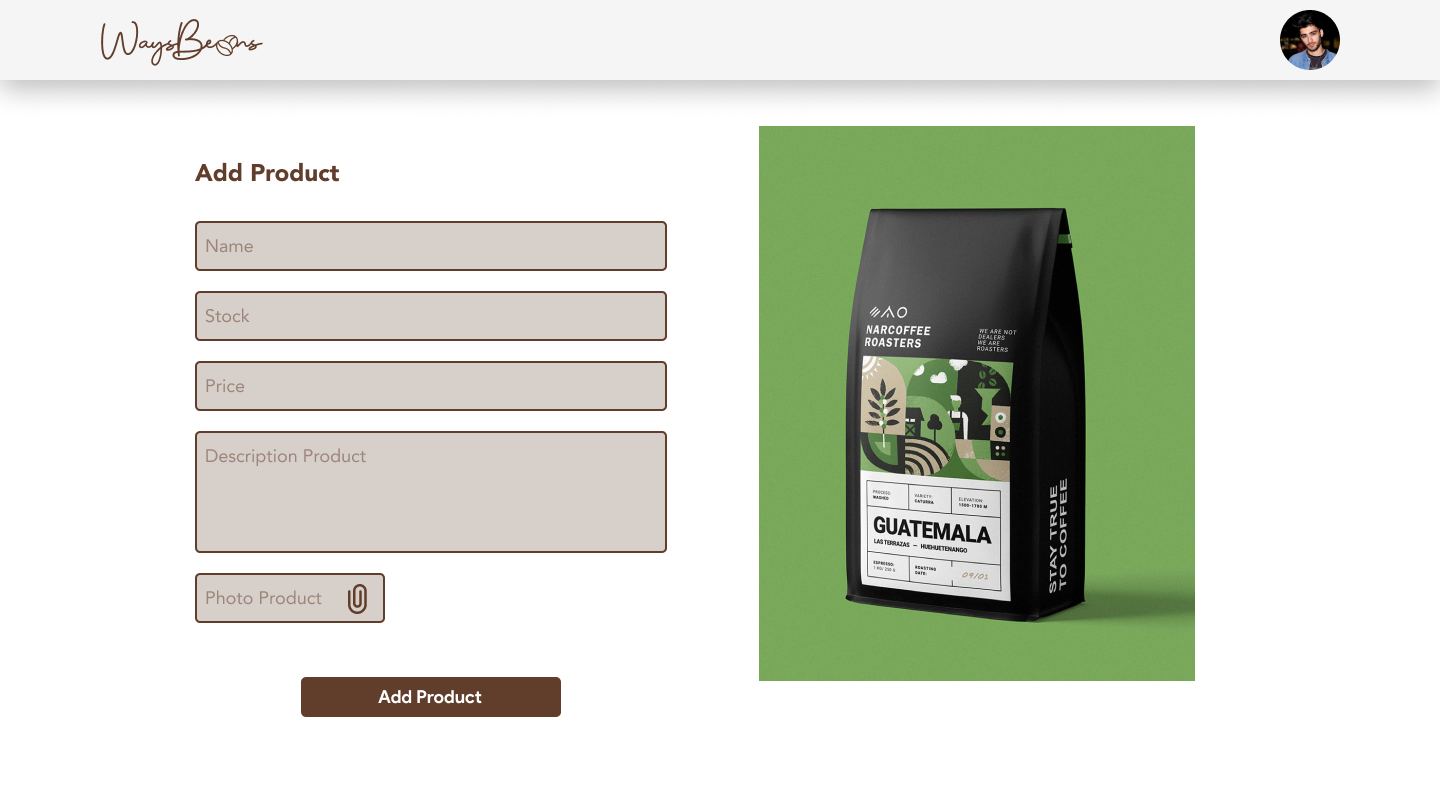 WaysBeans
Add Product
Name
Stock
Price
Description Product
Photo Product
Add Product
NARCOFFEE
ROASTERS
WE ARE NOT
DEALERS
WE ARE
ROASTERS
PROCESS:
WASHED
VARIETY:
CATURRA
ELEVATION:
1500-1700 M
GUATEMALA
LAS TERRAZAS — HUEHUETENANGO
ESPRESSO:
1 KG/ 250 G
ROASTING
DATE:
09/01
STAY TRUE
TO COFFEE